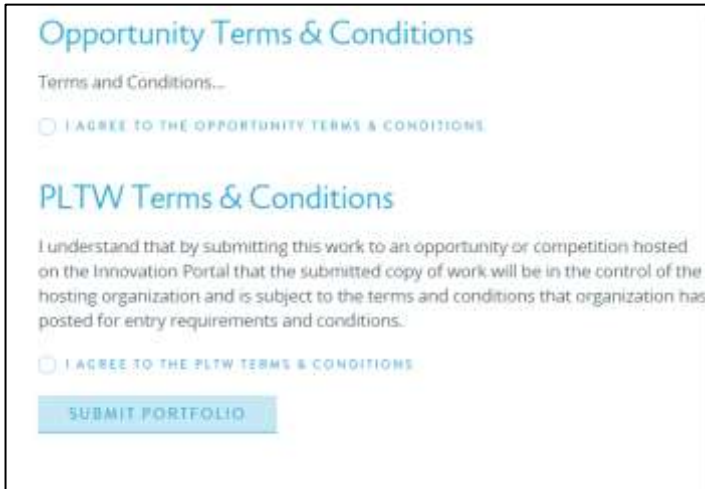 Opportunity Terms & Conditions
Terms and Conditions...
I AGREE TO THE OPPORTUNITY TERMS & CONDITIONS
PLTW Terms & Conditions
I understand that by submitting this work to an opportunity or competition hosted
on the Innovation Portal that the submitted copy of work will be in the control of the
hosting organization and is subject to the terms and conditions that organization has
posted for entry requirements and conditions.
I AGREE TO THE PLTW TERMS & CONDITIONS
SUBMIT PORTFOLIO